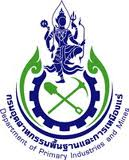 กรมอุตสาหกรรมพื้นฐานและการเหมืองแร่
Department of Primary Industries and Mines